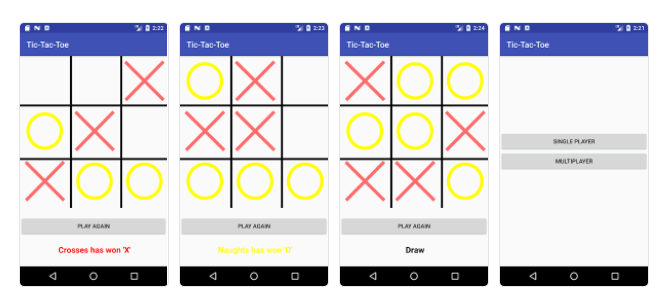 2:22
Tic-Tac-Toe
PLAY AGAIN
Crosses has won 'X'
2:23
Tic-Tac-Toe
PLAY AGAIN
Noughts has won 'O'
2:24
Tic-Tac-Toe
PLAY AGAIN
Draw
2:21
Tic-Tac-Toe
SINGLE PLAYER
MULTIPLAYER